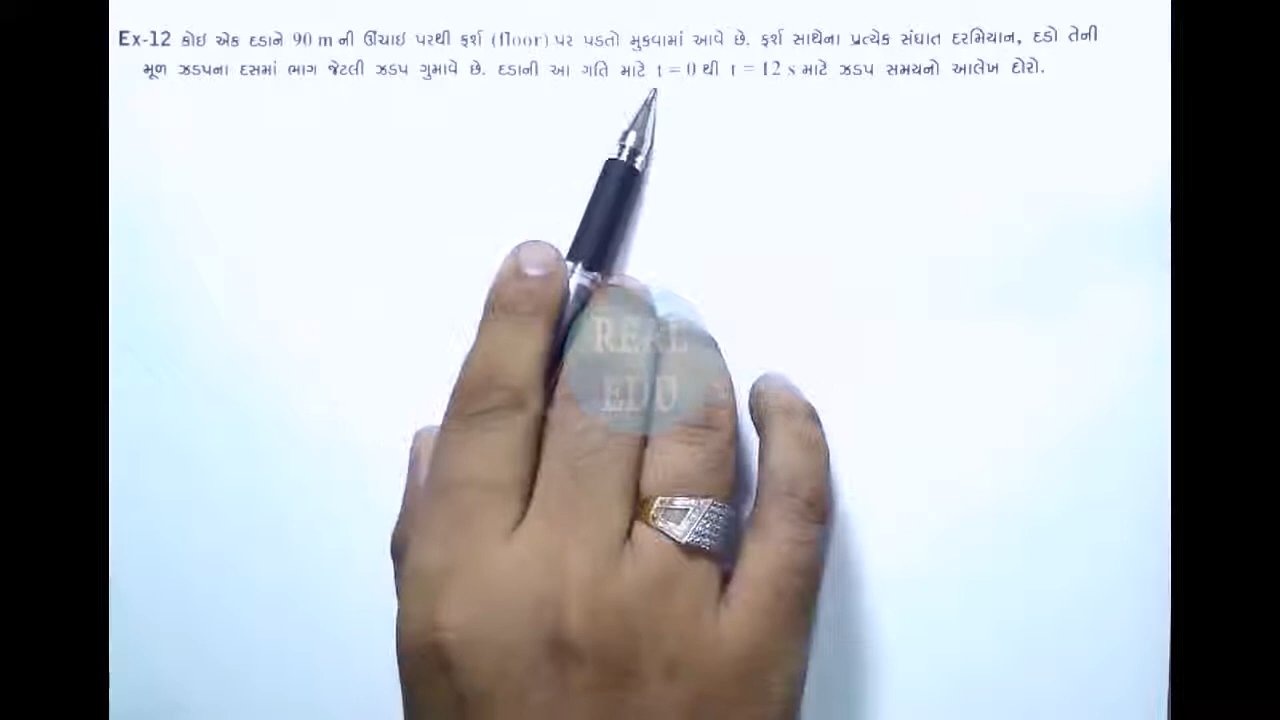 Ex-12 કોઈ એક દડાને 90 m ની ઊંચાઇ પરથી ફર્શ (floor) પર પડતો મુકવામાં આવે છે. ફર્શ સાથેના પ્રત્યેક સંઘાત દરમિયાન, દડો તેની
મૂળ ઝડપના દસમાં ભાગ જેટલી ઝડપ ગુમાવે છે. દડાની આ ગતિ માટે t = 0 થી t = 12 s માટે ઝડપ સમયનો આલેખ દોરો.
REAL
EDU